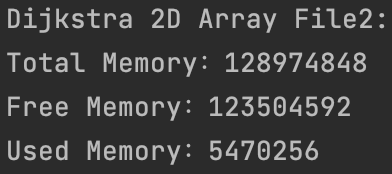 Dijkstra 2D Array File2:
Total Memory: 128974848
Free Memory: 123504592
Used Memory: 5470256